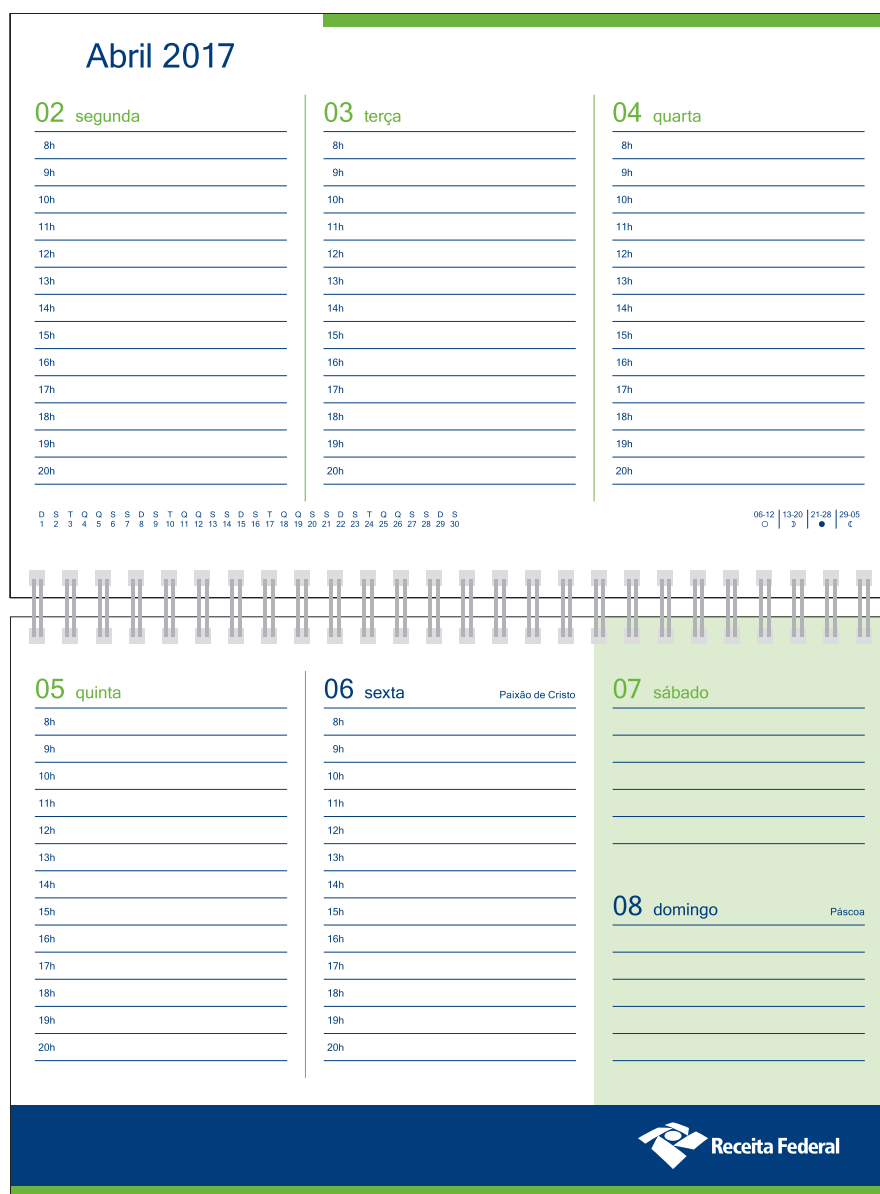 Abril 2017
02 segunda
8h
9h
10h
11h
12h
13h
14h
15h
16h
17h
18h
19h
20h
03 terça
8h
9h
10h
11h
12h
13h
14h
15h
16h
17h
18h
19h
20h
04 quarta
8h
9h
10h
11h
12h
13h
14h
15h
16h
17h
18h
19h
20h
D S T Q Q S S D S T Q Q S S D S T Q Q S S D S T Q Q S S D S
1 2 3 4 5 6 7 8 9 10 11 12 13 14 15 16 17 18 19 20 21 22 23 24 25 26 27 28 29 30
06-12 13-20 21-28 29-05
05 quinta
8h
9h
10h
11h
12h
13h
14h
15h
16h
17h
18h
19h
20h
06 sexta Paixão de Cristo
8h
9h
10h
11h
12h
13h
14h
15h
16h
17h
18h
19h
20h
07 sábado
08 domingo Páscoa
Receita Federal